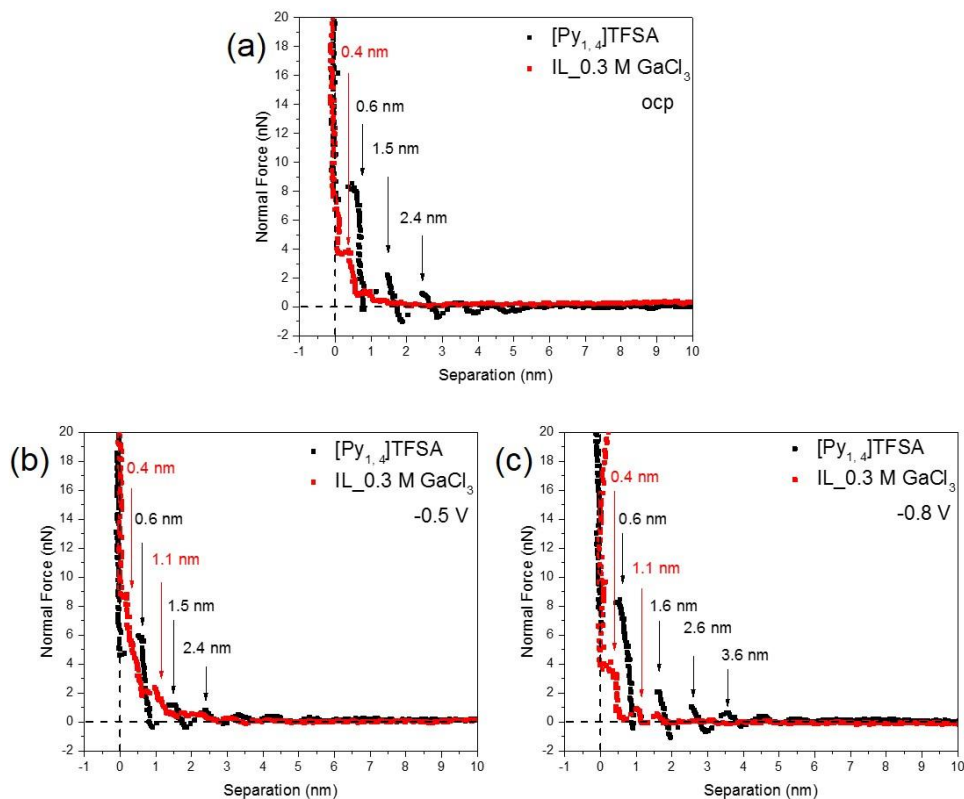 (a)
[Py1, 4]TFSA
IL_0.3 M GaCl3
ocp
0.4 nm
0.6 nm
1.5 nm
2.4 nm
Normal Force (nN)
20
18
16
14
12
10
8
6
4
2
0
-2
-1 0 1 2 3 4 5 6 7 8 9 10
Separation (nm)
(b)
[Py1, 4]TFSA
IL_0.3 M GaCl3
-0.5 V
0.4 nm
0.6 nm
1.1 nm
1.5 nm
2.4 nm
Normal Force (nN)
20
18
16
14
12
10
8
6
4
2
0
-2
-1 0 1 2 3 4 5 6 7 8 9 10
Separation (nm)
(c)
[Py1, 4]TFSA
IL_0.3 M GaCl3
-0.8 V
0.4 nm
0.6 nm
1.1 nm
1.6 nm
2.6 nm
3.6 nm
Normal Force (nN)
20
18
16
14
12
10
8
6
4
2
0
-2
-1 0 1 2 3 4 5 6 7 8 9 10
Separation (nm)